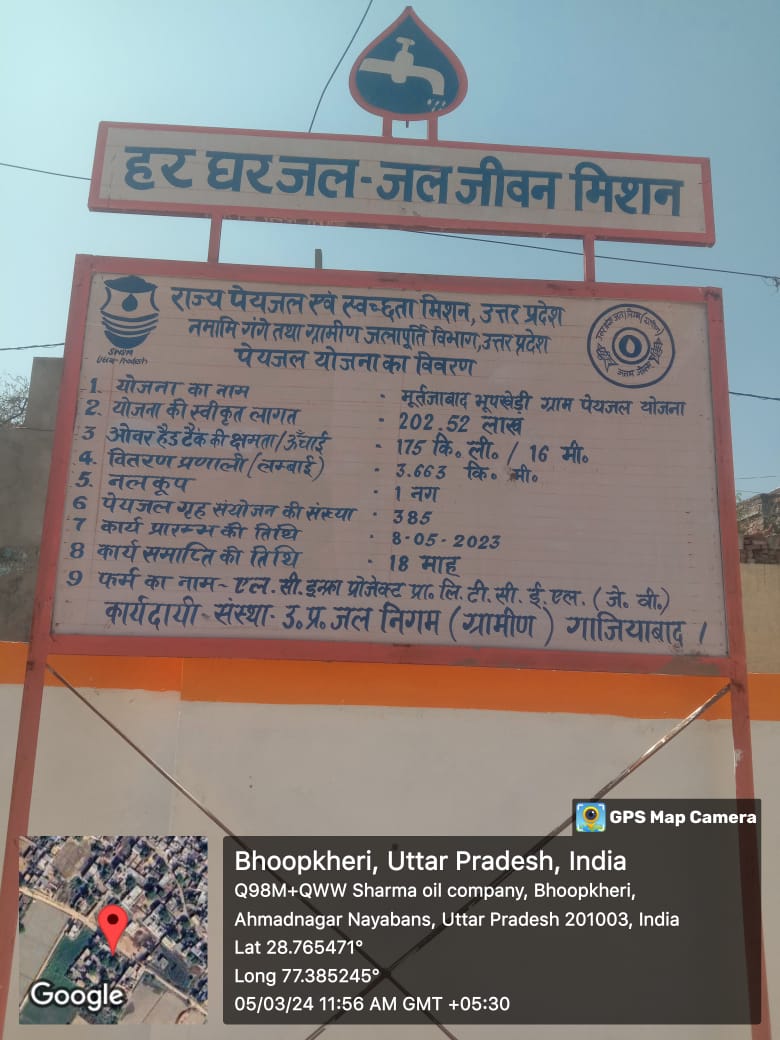 हर घर जल - जल जीवन मिशन
राज्य पेयजल एवं स्वच्छता मिशन, उत्तर प्रदेश
नमामि गंगे तथा ग्रामीण जलापूर्ति विभाग, उत्तर प्रदेश
पेयजल योजना का विवरण
SWSM
Uttar Pradesh
1. योजना का नाम - मूर्तजाबाद भूपखेड़ी ग्राम पेयजल योजना
2. योजना की स्वीकृत लागत - 202.52 लाख
3 ओवर हैड टैंक की क्षमता/ऊँचाई - 175 कि. ली. / 16 मी.
4. वितरण प्रणाली (लम्बाई) - 3.663 कि. मी.
5. नलकूप - 1 नग
6 पेयजल गृह संयोजन की संख्या - 385
7 कार्य प्रारम्भ की तिथि - 8-05-2023
8 कार्य समाप्ति की तिथि - 18 माह
9 फर्म का नाम - एल. सी. इन्फ्रा प्रोजेक्ट प्रा. लि. टी. सी. ई. एल. (जे. वी.)
कार्यदायी संस्था - उ. प्र. जल निगम (ग्रामीण) गाजियाबाद /
GPS Map Camera
Bhoopkheri, Uttar Pradesh, India
Q98M+QWW Sharma oil company, Bhoopkheri,
Ahmadnagar Nayabans, Uttar Pradesh 201003, India
Lat 28.765471°
Long 77.385245°
05/03/24 11:56 AM GMT +05:30
Google